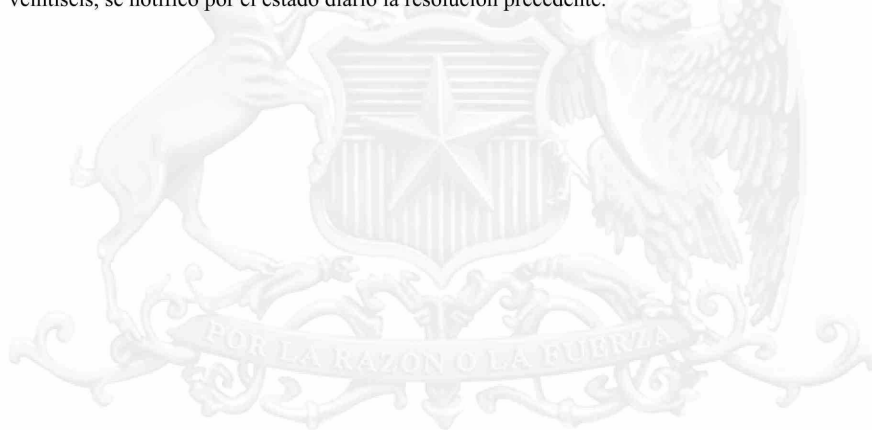 veintiséis, se notificó por el estado diario la resolución precedente.
POR LA RAZON O LA FUERZA